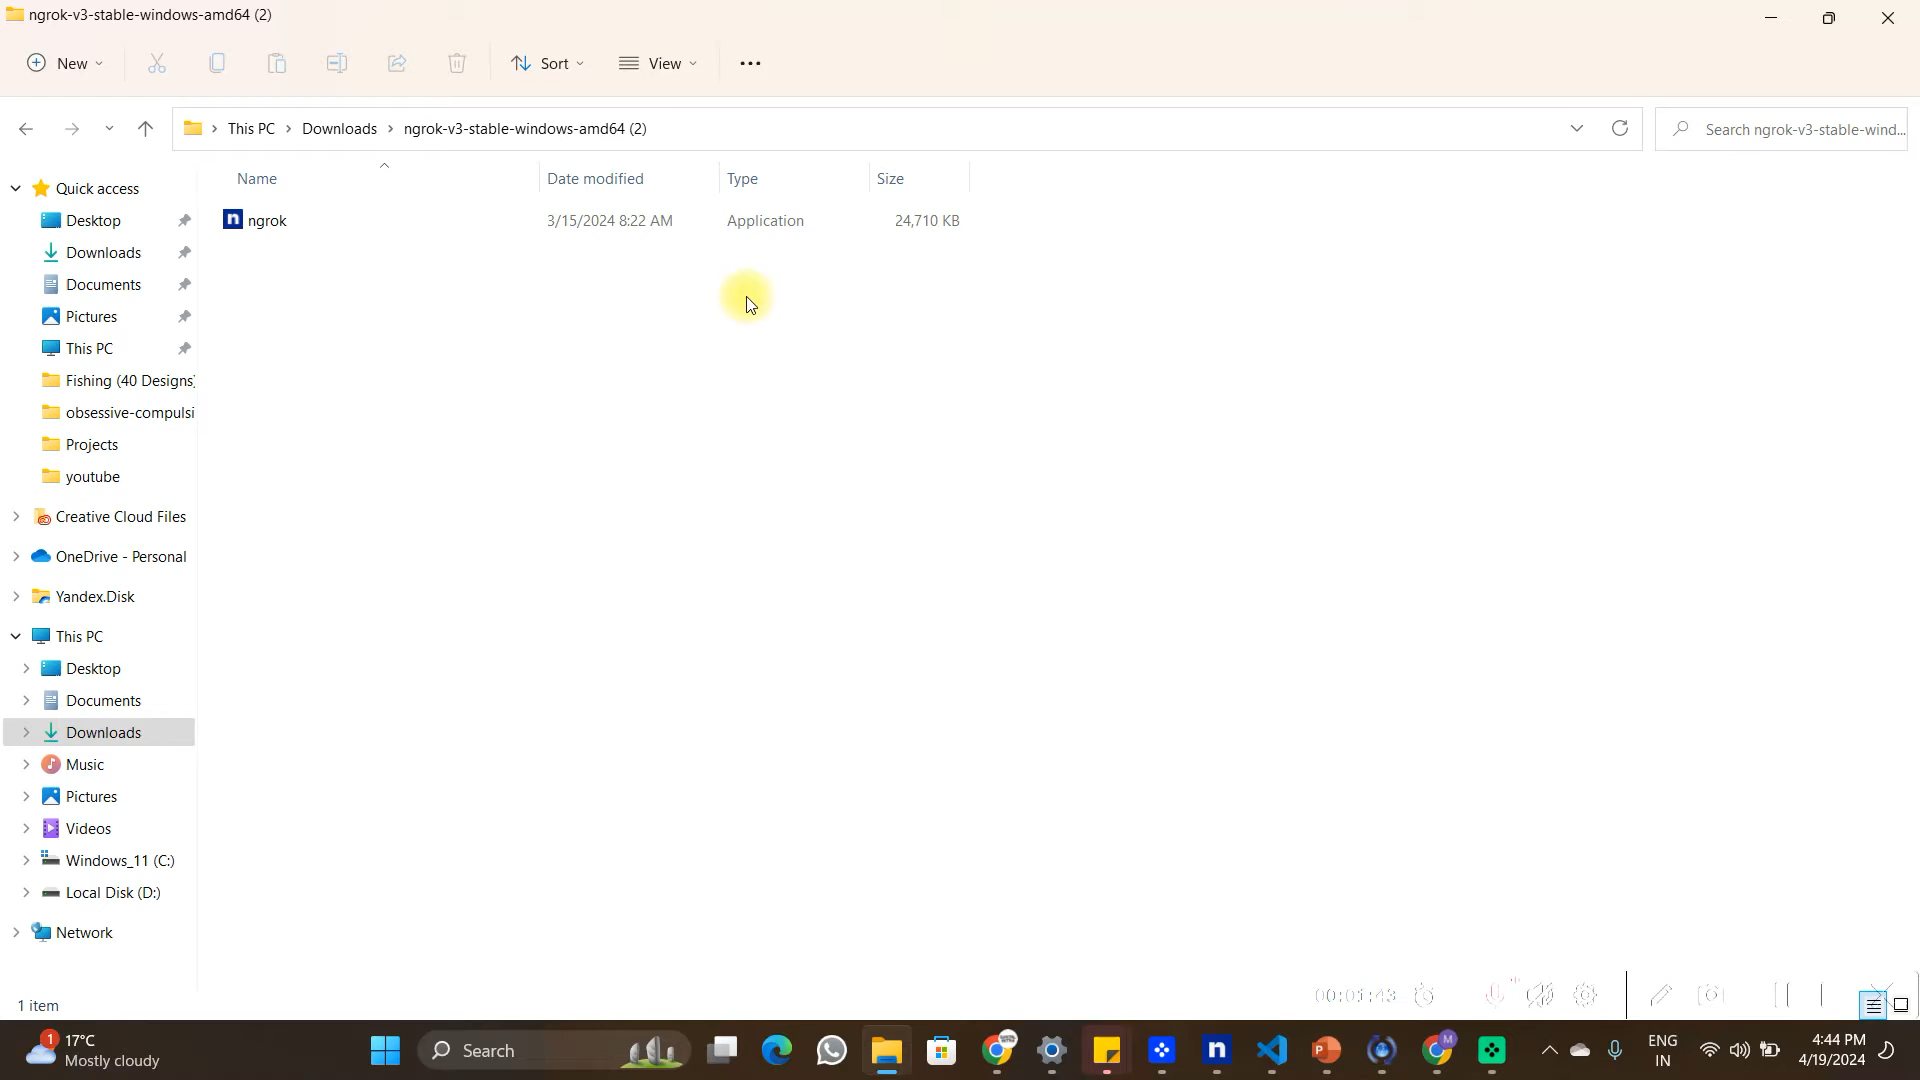 ngrok-v3-stable-windows-amd64 (2)
New
Sort
View
This PC
Downloads
ngrok-v3-stable-windows-amd64 (2)
Search ngrok-v3-stable-wind...
Name
Date modified
Type
Size
ngrok
3/15/2024 8:22 AM
Application
24,710 KB
Quick access
Desktop
Downloads
Documents
Pictures
This PC
Fishing (40 Designs)
obsessive-compulsi
Projects
youtube
Creative Cloud Files
OneDrive - Personal
Yandex.Disk
This PC
Desktop
Documents
Downloads
Music
Pictures
Videos
Windows_11 (C:)
Local Disk (D:)
Network
1 item
00:01:43
1
17°C
Mostly cloudy
Search
M
ENG
IN
4:44 PM
4/19/2024